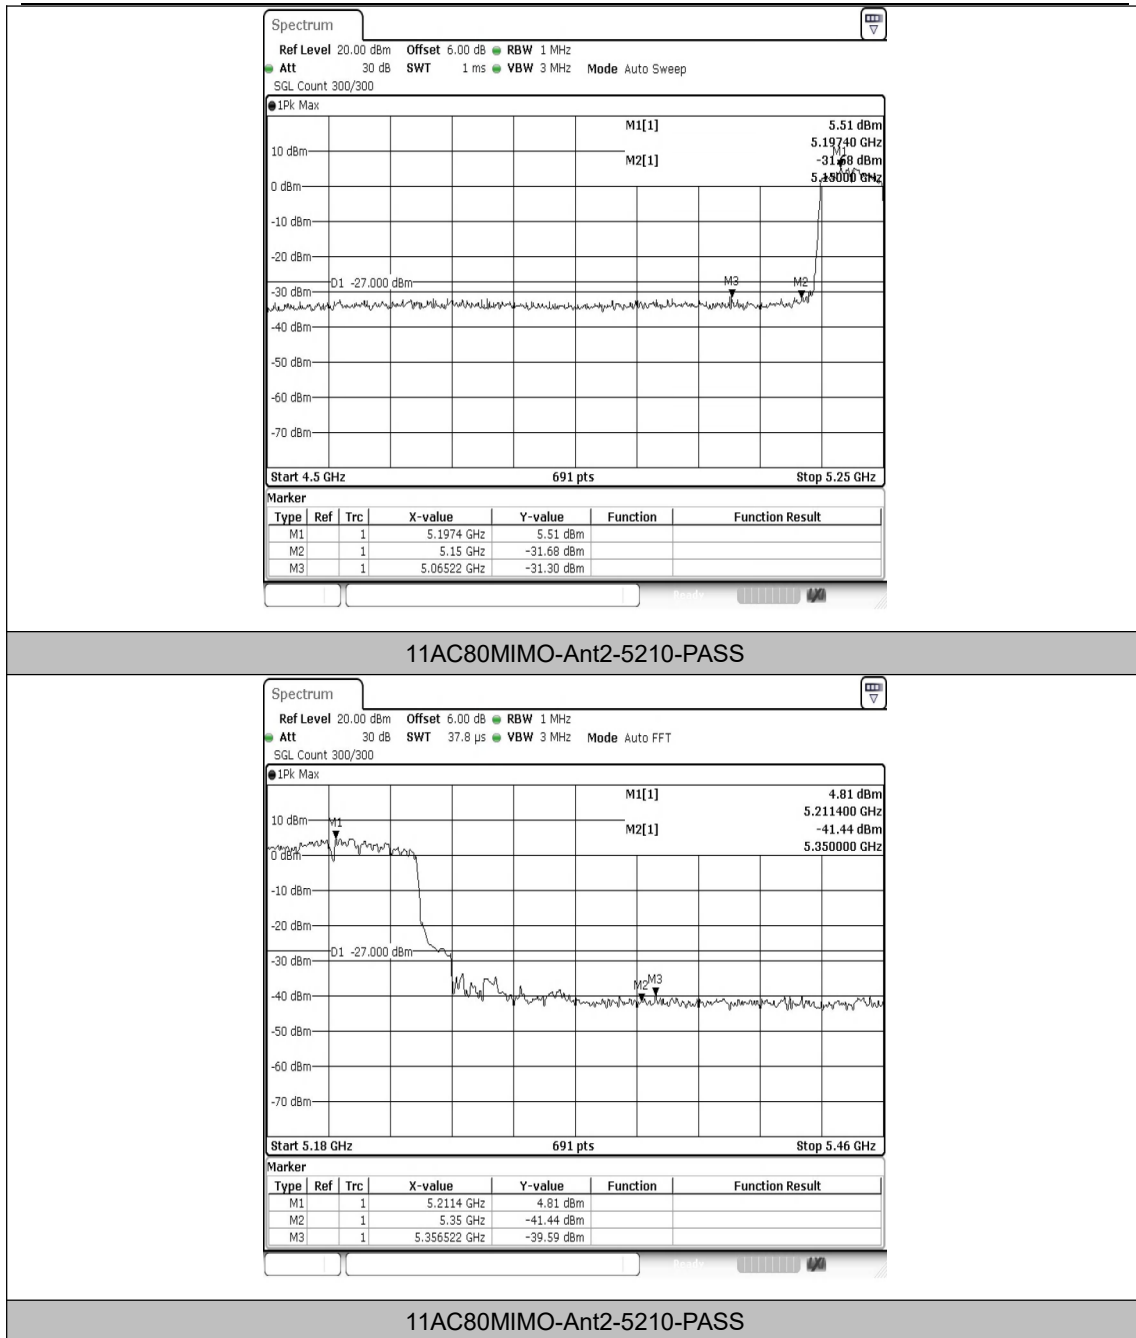 Spectrum
Ref Level 20.00 dBm Offset 6.00 dB RBW 1 MHz
Att 30 dB SWT 1 ms VBW 3 MHz Mode Auto Sweep
SGL Count 300/300
1Pk Max
M1[1] 5.51 dBm
5.19740 GHz
M2[1] -31.68 dBm
5.15000 GHz
M1
10 dBm
0 dBm
-10 dBm
-20 dBm
D1 -27.000 dBm
M3 M2
-30 dBm
-40 dBm
-50 dBm
-60 dBm
-70 dBm
Start 4.5 GHz 691 pts Stop 5.25 GHz
Marker
Type Ref Trc X-value Y-value Function Function Result
M1 1 5.1974 GHz 5.51 dBm
M2 1 5.15 GHz -31.68 dBm
M3 1 5.06522 GHz -31.30 dBm
Ready
11AC80MIMO-Ant2-5210-PASS
Spectrum
Ref Level 20.00 dBm Offset 6.00 dB RBW 1 MHz
Att 30 dB SWT 37.8 µs VBW 3 MHz Mode Auto FFT
SGL Count 300/300
1Pk Max
M1[1] 4.81 dBm
5.211400 GHz
M2[1] -41.44 dBm
5.350000 GHz
10 dBm
M1
0 dBm
-10 dBm
-20 dBm
D1 -27.000 dBm
-30 dBm
M2 M3
-40 dBm
-50 dBm
-60 dBm
-70 dBm
Start 5.18 GHz 691 pts Stop 5.46 GHz
Marker
Type Ref Trc X-value Y-value Function Function Result
M1 1 5.2114 GHz 4.81 dBm
M2 1 5.35 GHz -41.44 dBm
M3 1 5.356522 GHz -39.59 dBm
Ready
11AC80MIMO-Ant2-5210-PASS